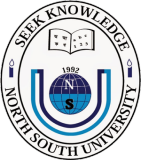 SEEK KNOWLEDGE
1992
N
S
NORTH SOUTH UNIVERSITY